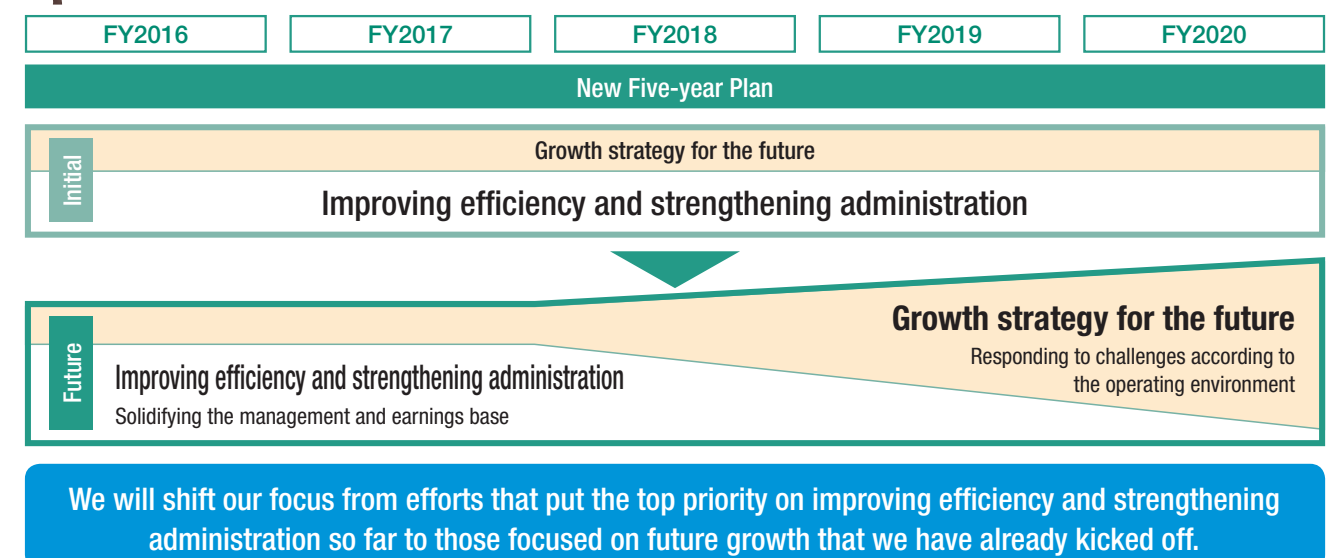 FY2016
FY2017
FY2018
FY2019
FY2020
New Five-year Plan
Initial
Growth strategy for the future
Improving efficiency and strengthening administration
Future
Growth strategy for the future
Responding to challenges according to
the operating environment
Improving efficiency and strengthening administration
Solidifying the management and earnings base
We will shift our focus from efforts that put the top priority on improving efficiency and strengthening
administration so far to those focused on future growth that we have already kicked off.